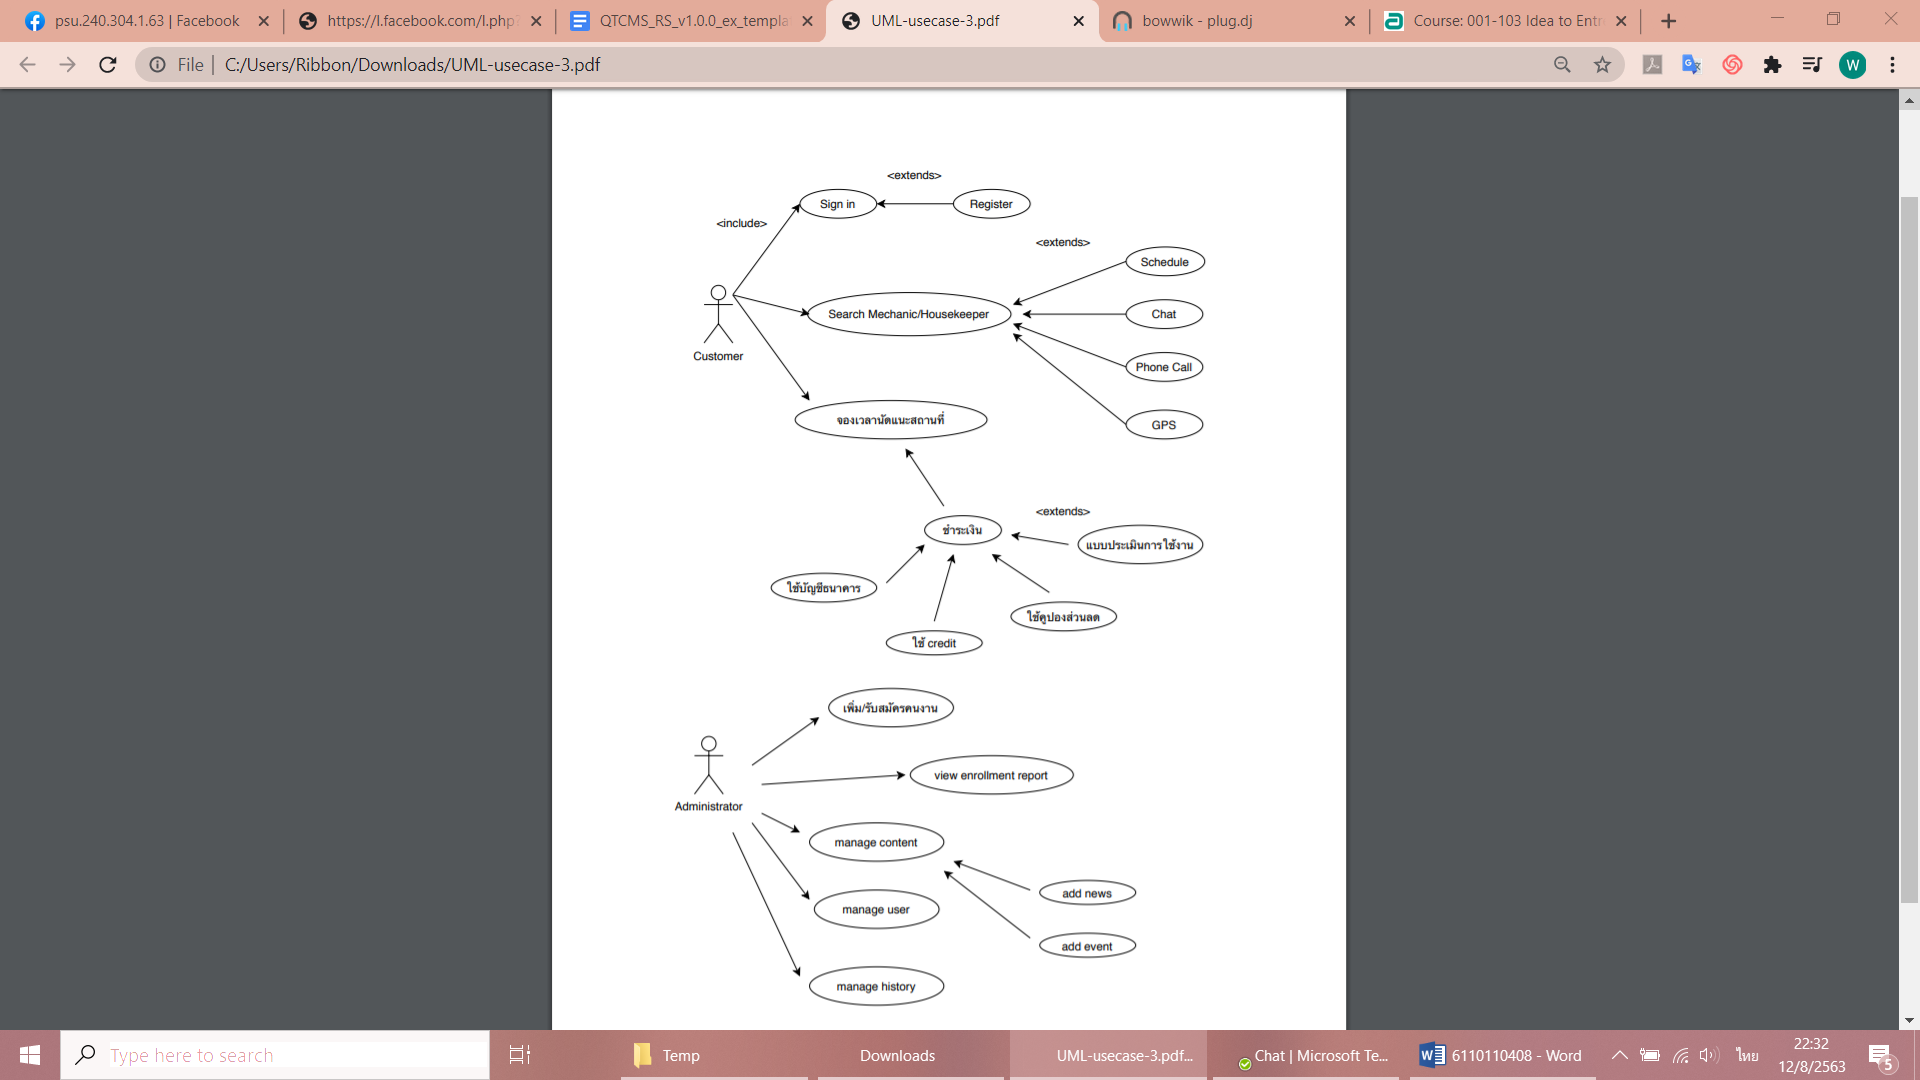 psu.240.304.1.63 | Facebook
https://l.facebook.com/l.php?
QTCMS_RS_v1.0.0_ex_templa
UML-usecase-3.pdf
bowwik - plug.dj
Course: 001-103 Idea to Entr
File
C:/Users/Ribbon/Downloads/UML-usecase-3.pdf
W
<extends>
Sign in
Register
<include>
<extends>
Schedule
Search Mechanic/Housekeeper
Chat
Customer
Phone Call
จองเวลานัดแนะสถานที่
GPS
<extends>
ชำระเงิน
แบบประเมินการใช้งาน
ใช้บัญชีธนาคาร
ใช้คูปองส่วนลด
ใช้ credit
เพิ่ม/รับสมัครคนงาน
view enrollment report
Administrator
manage content
add news
manage user
add event
manage history
Type here to search
Temp
Downloads
UML-usecase-3.pdf...
Chat | Microsoft Te...
6110110408 - Word
ไทย
22:32
12/8/2563
5